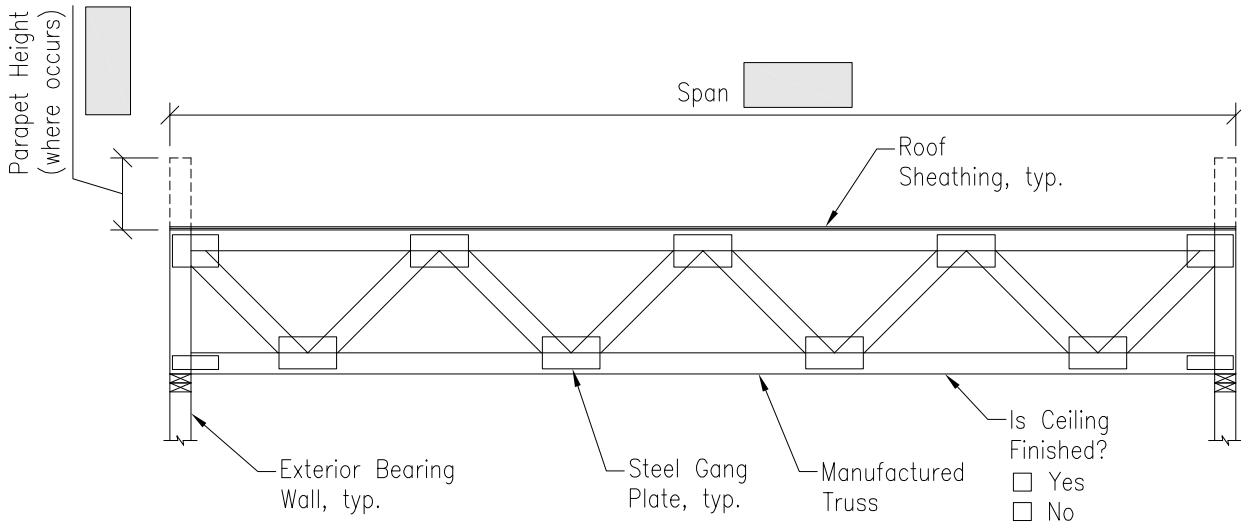 Parapet Height
(where occurs)
Span
Roof
Sheathing, typ.
Exterior Bearing
Wall, typ.
Steel Gang
Plate, typ.
Manufactured
Truss
Is Ceiling
Finished?
Yes
No